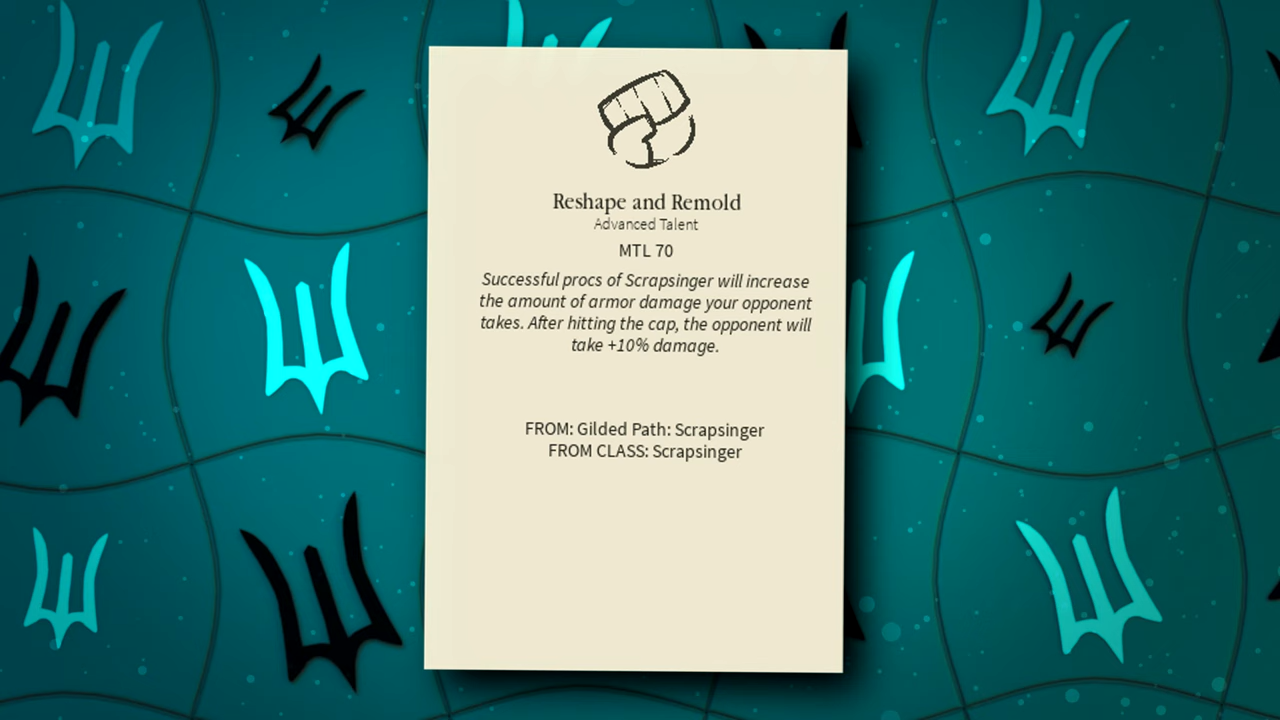 Reshape and Remold
Advanced Talent
MTL 70
Successful procs of Scrapsinger will increase
the amount of armor damage your opponent
takes. After hitting the cap, the opponent will
take +10% damage.
FROM: Gilded Path: Scrapsinger
FROM CLASS: Scrapsinger